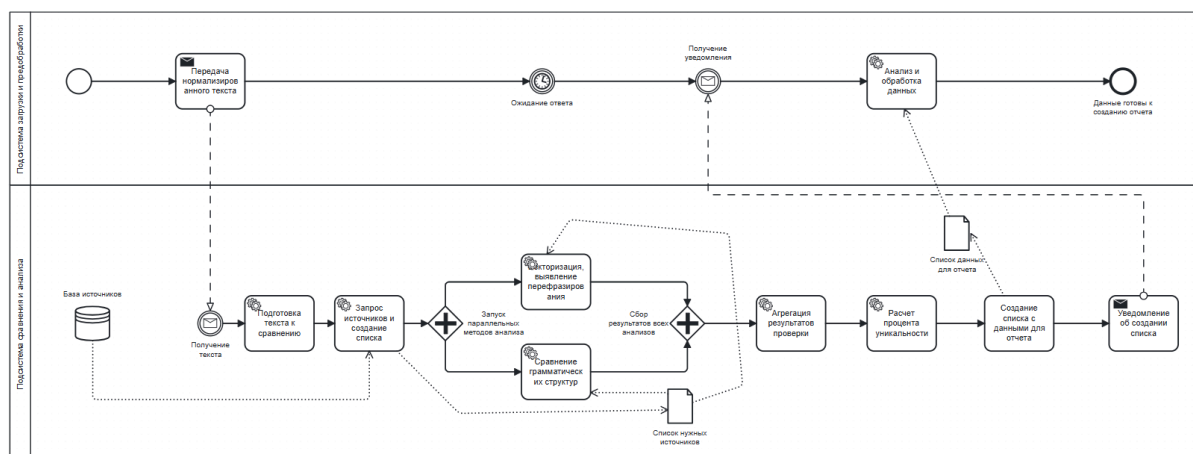 Подсистема загрузки и предобработки
Передача
нормализиров
анного текста
Ожидание ответа
Получение
уведомления
Анализ и
обработка
данных
Данные готовы к
созданию отчета
Подсистема сравнения и анализа
База источников
Получение
текста
Подготовка
текста к
сравнению
Запрос
источников и
создание
списка
Запуск
параллельных
методов анализа
Векторизация,
выявление
перефразиров
ания
Сравнение
грамматическ
их структур
Сбор
результатов всех
анализов
Список нужных
источников
Агрегация
результатов
проверки
Расчет
процента
уникальности
Список данных
для отчета
Создание
списка с
данными для
отчета
Уведомление
об создании
списка